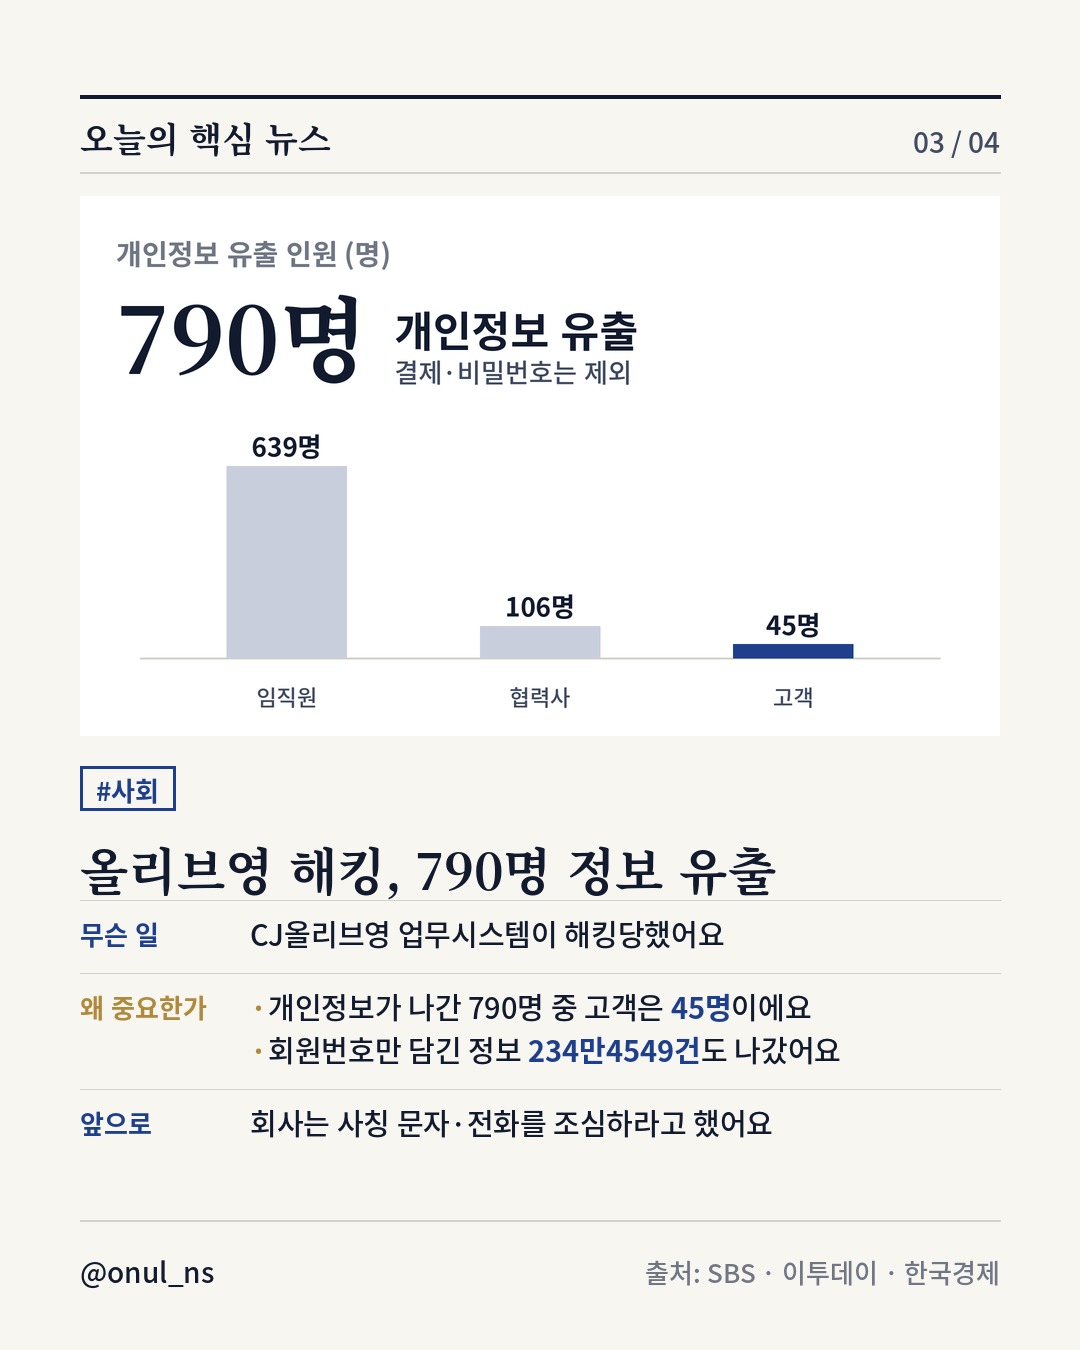 오늘의 핵심 뉴스
03 / 04
개인정보 유출 인원 (명)
790명
개인정보 유출
결제·비밀번호는 제외
639명
106명
45명
임직원
협력사
고객
#사회
올리브영 해킹, 790명 정보 유출
무슨 일
CJ올리브영 업무시스템이 해킹당했어요
왜 중요한가
·개인정보가 나간 790명 중 고객은 45명이에요
·회원번호만 담긴 정보 234만4549건도 나갔어요
앞으로
회사는 사칭 문자·전화를 조심하라고 했어요
@onul_ns
출처: SBS · 이투데이 · 한국경제